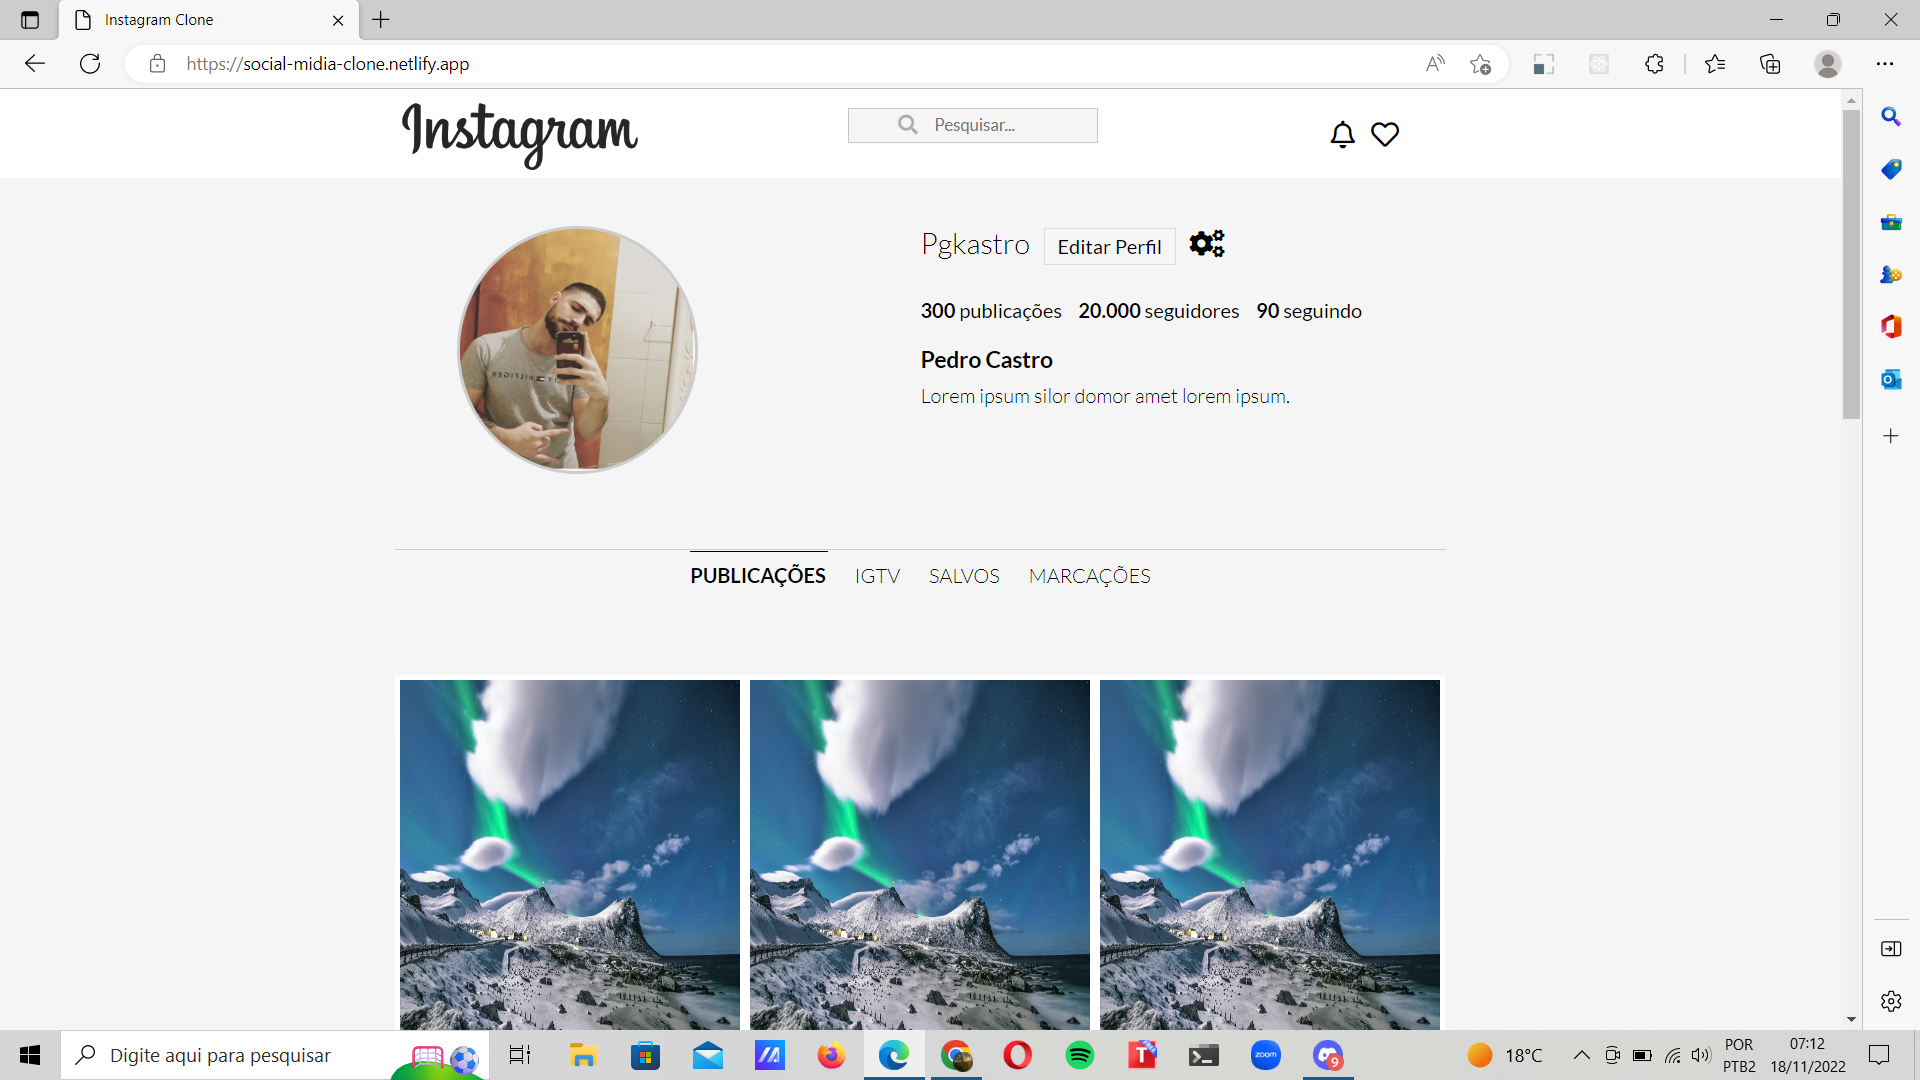 Instagram Clone
https://social-midia-clone.netlify.app
Instagram
Pesquisar...
Pgkastro
Editar Perfil
300 publicações 20.000 seguidores 90 seguindo
Pedro Castro
Lorem ipsum silor domor amet lorem ipsum.
PUBLICAÇÕES IGTV SALVOS MARCAÇÕES
Digite aqui para pesquisar
zoom
9
18°C
POR
PTB2
07:12
18/11/2022